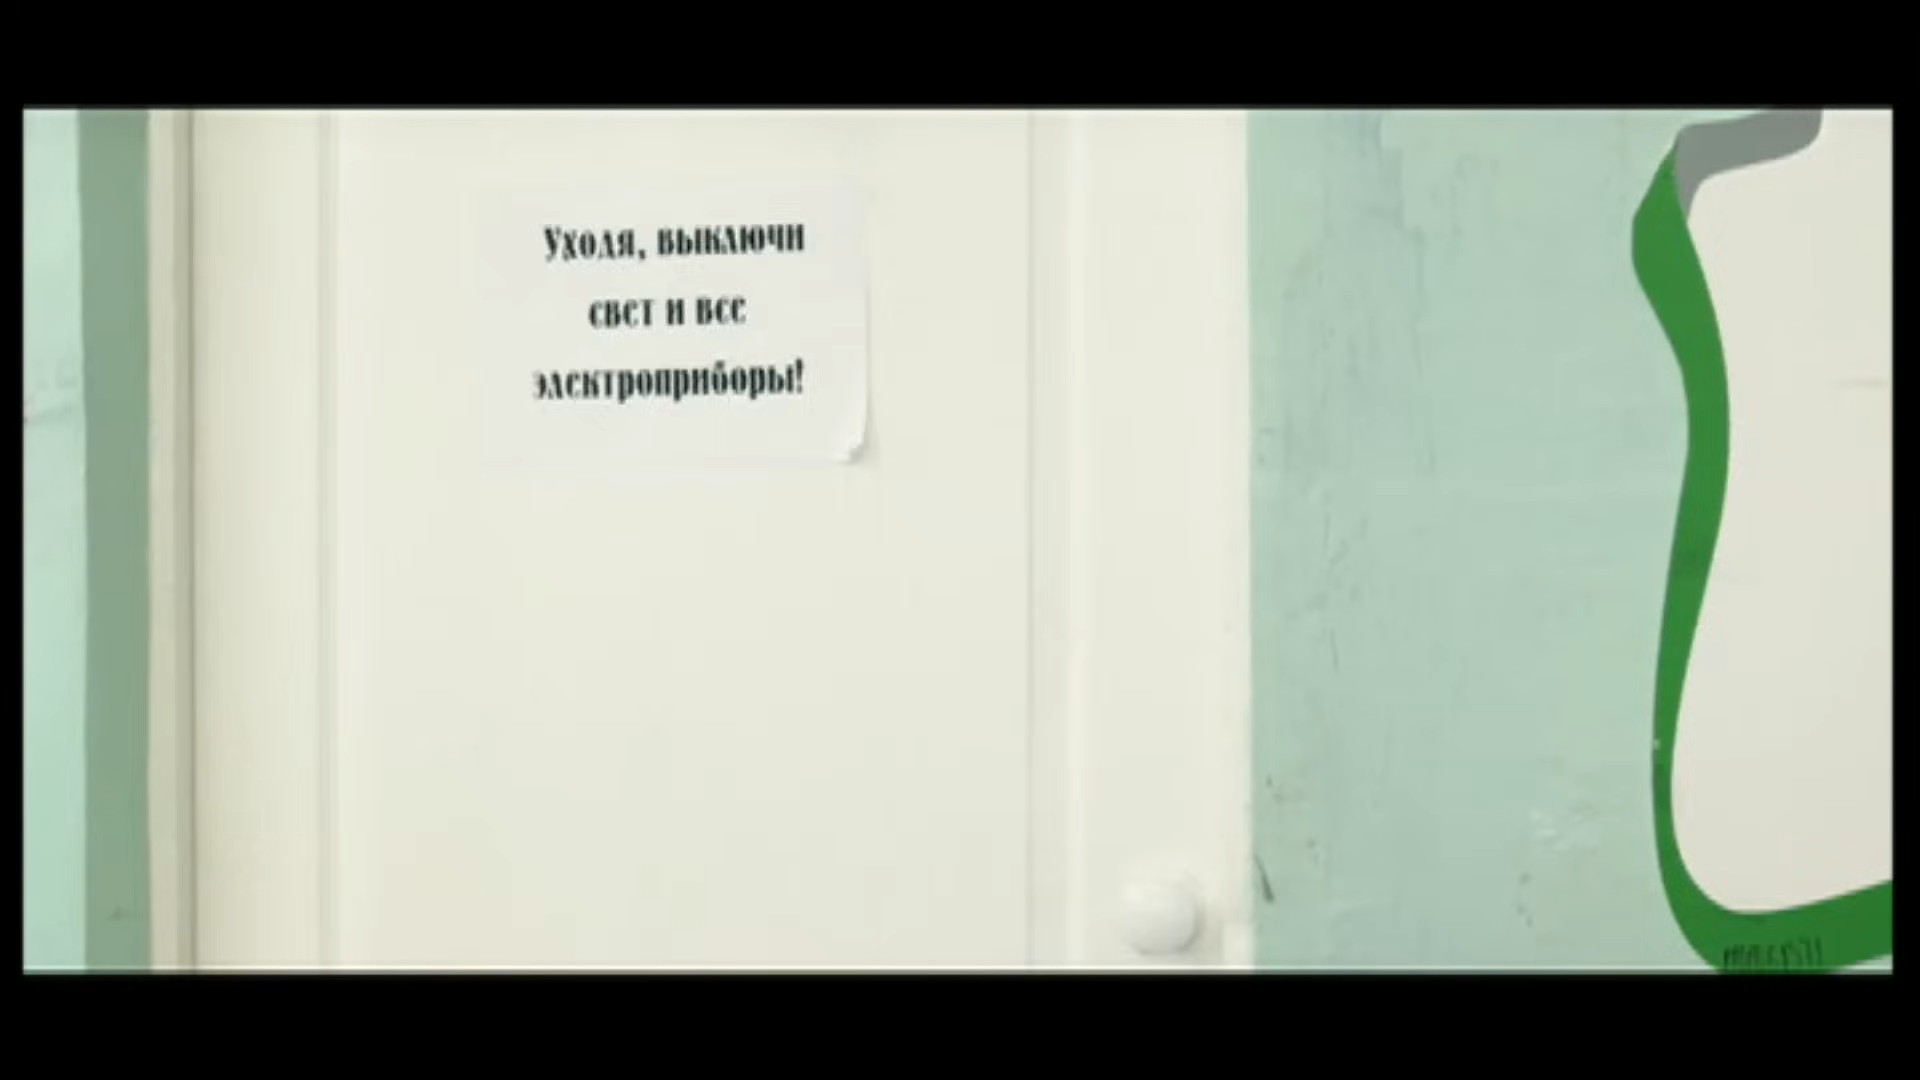 Уходя, выключи
свет и все
электроприборы!